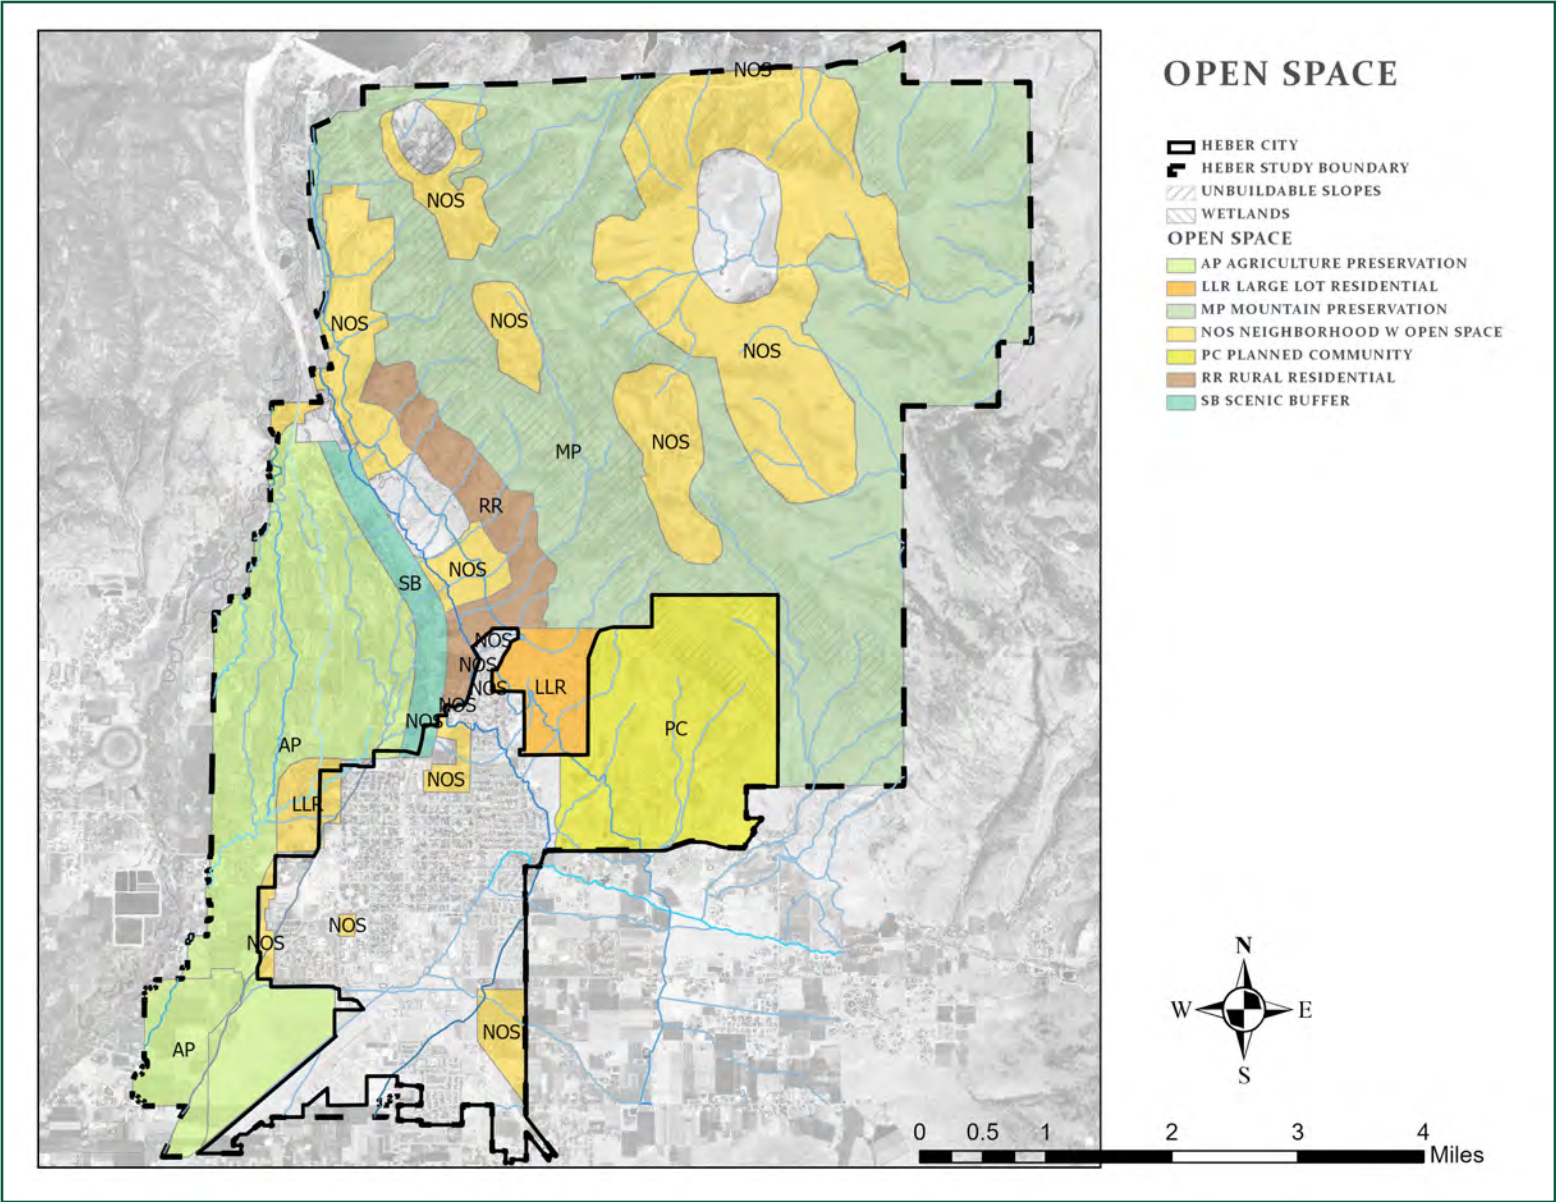 OPEN SPACE
HEBER CITY
HEBER STUDY BOUNDARY
UNBUILDABLE SLOPES
WETLANDS
OPEN SPACE
AP AGRICULTURE PRESERVATION
LLR LARGE LOT RESIDENTIAL
MP MOUNTAIN PRESERVATION
NOS NEIGHBORHOOD W OPEN SPACE
PC PLANNED COMMUNITY
RR RURAL RESIDENTIAL
SB SCENIC BUFFER
NOS
NOS
NOS
NOS
NOS
NOS
MP
RR
NOS
SB
NOS
NOS
LLR
NOS
NOS
NOS
PC
AP
NOS
LLR
NOS
NOS
NOS
AP
N
W
E
S
0 0.5 1 2 3 4
Miles